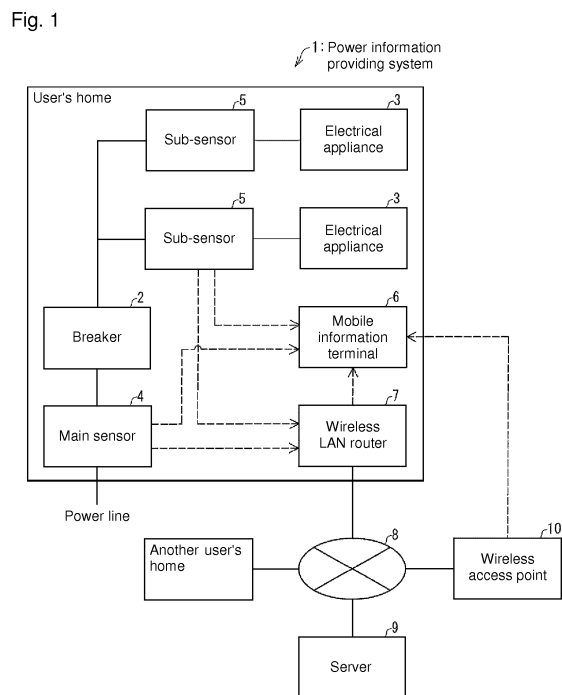 Fig. 1
1: Power information
providing system
User's home
5
Sub-sensor
3
Electrical
appliance
5
Sub-sensor
3
Electrical
appliance
2
Breaker
6
Mobile
information
terminal
4
Main sensor
7
Wireless
LAN router
Power line
8
Another user's
home
10
Wireless
access point
9
Server